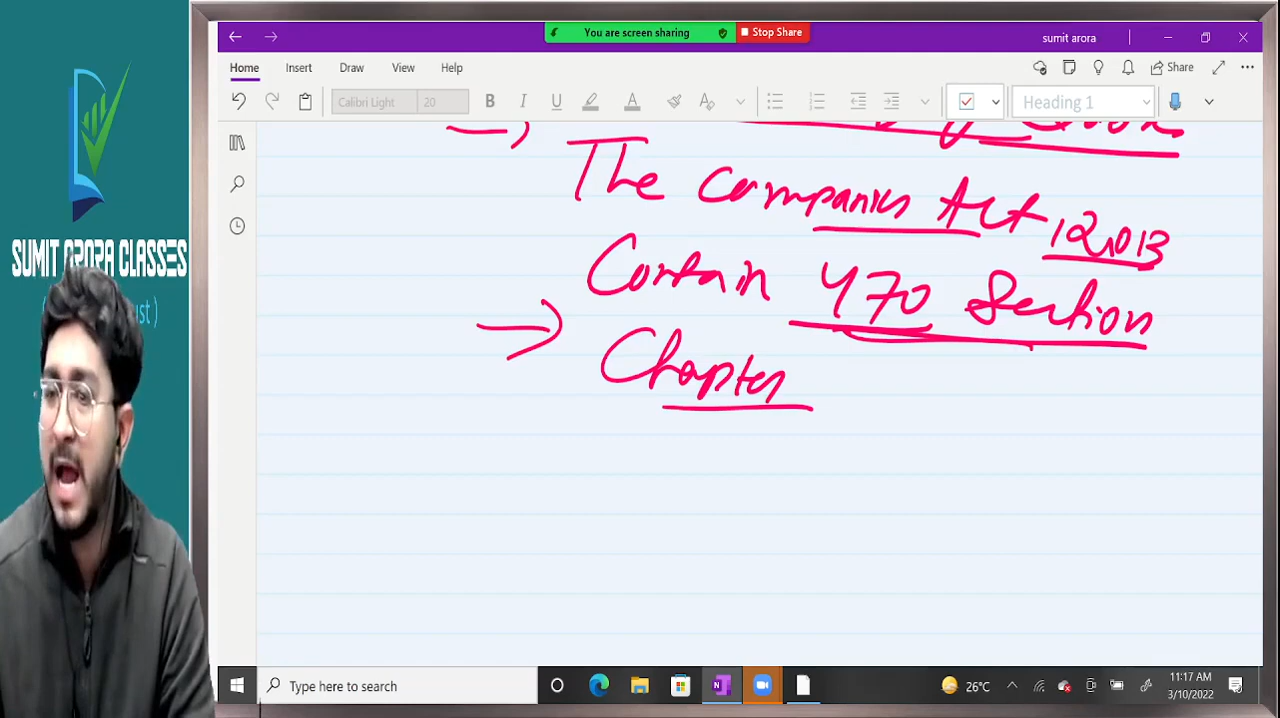 You are screen sharing
Stop Share
sumit arora
Home
Insert
Draw
View
Help
Share
Calibri Light
20
B
I
U
A
Heading 1
The Companies Act, 2013
Contain 470 Section
Chapter
SUMIT ARORA CLASSES
ust )
Type here to search
26°C
11:17 AM
3/10/2022